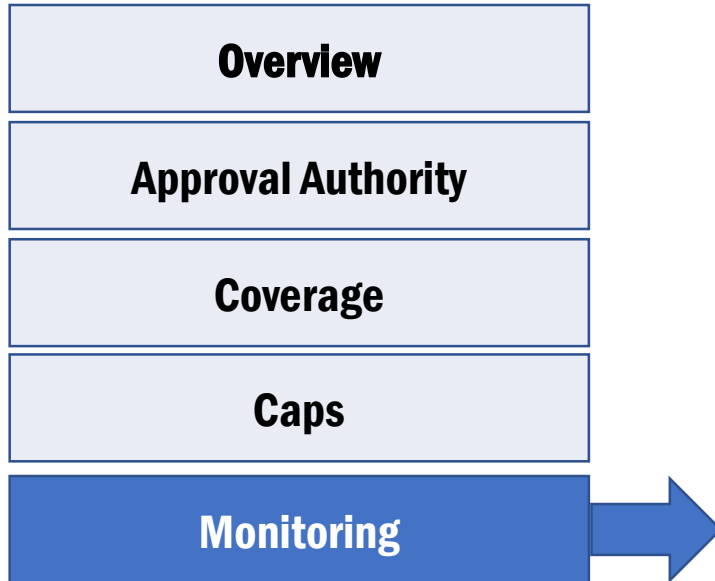 Overview
Approval Authority
Coverage
Caps
Monitoring